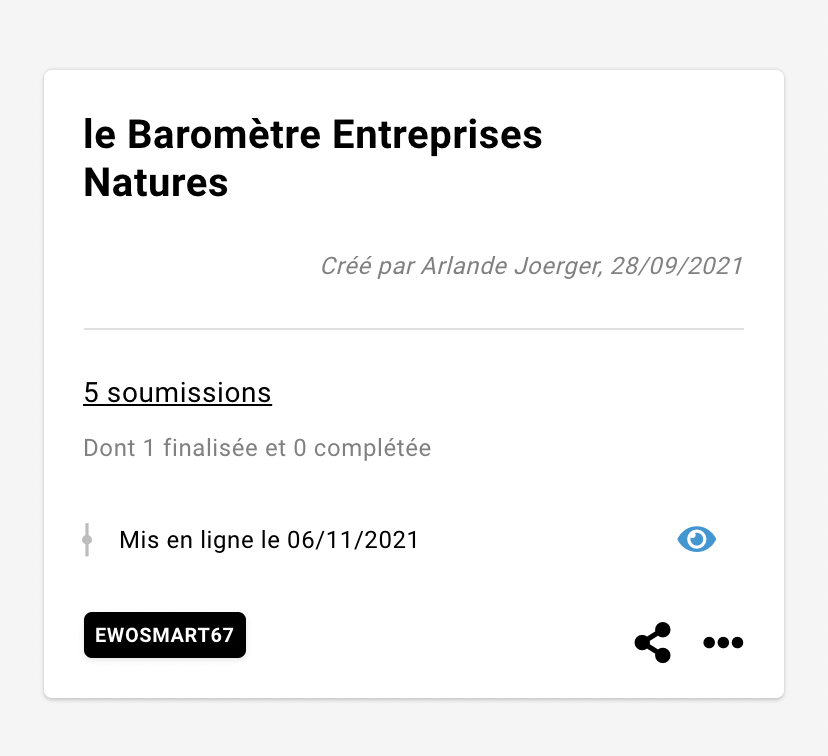 le Baromètre Entreprises
Natures
Créé par Arlande Joerger, 28/09/2021
5 soumissions
Dont 1 finalisée et 0 complétée
Mis en ligne le 06/11/2021
EWOSMART67